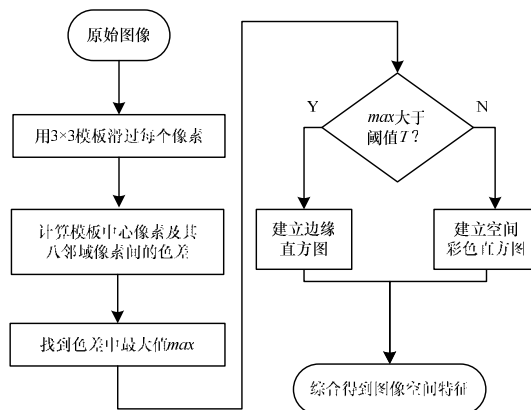 原始图像
用3×3模板滑过每个像素
计算模板中心像素及其
八邻域像素间的色差
找到色差中最大值max
max大于
阈值T?
Y
N
建立边缘
直方图
建立空间
彩色直方图
综合得到图像空间特征